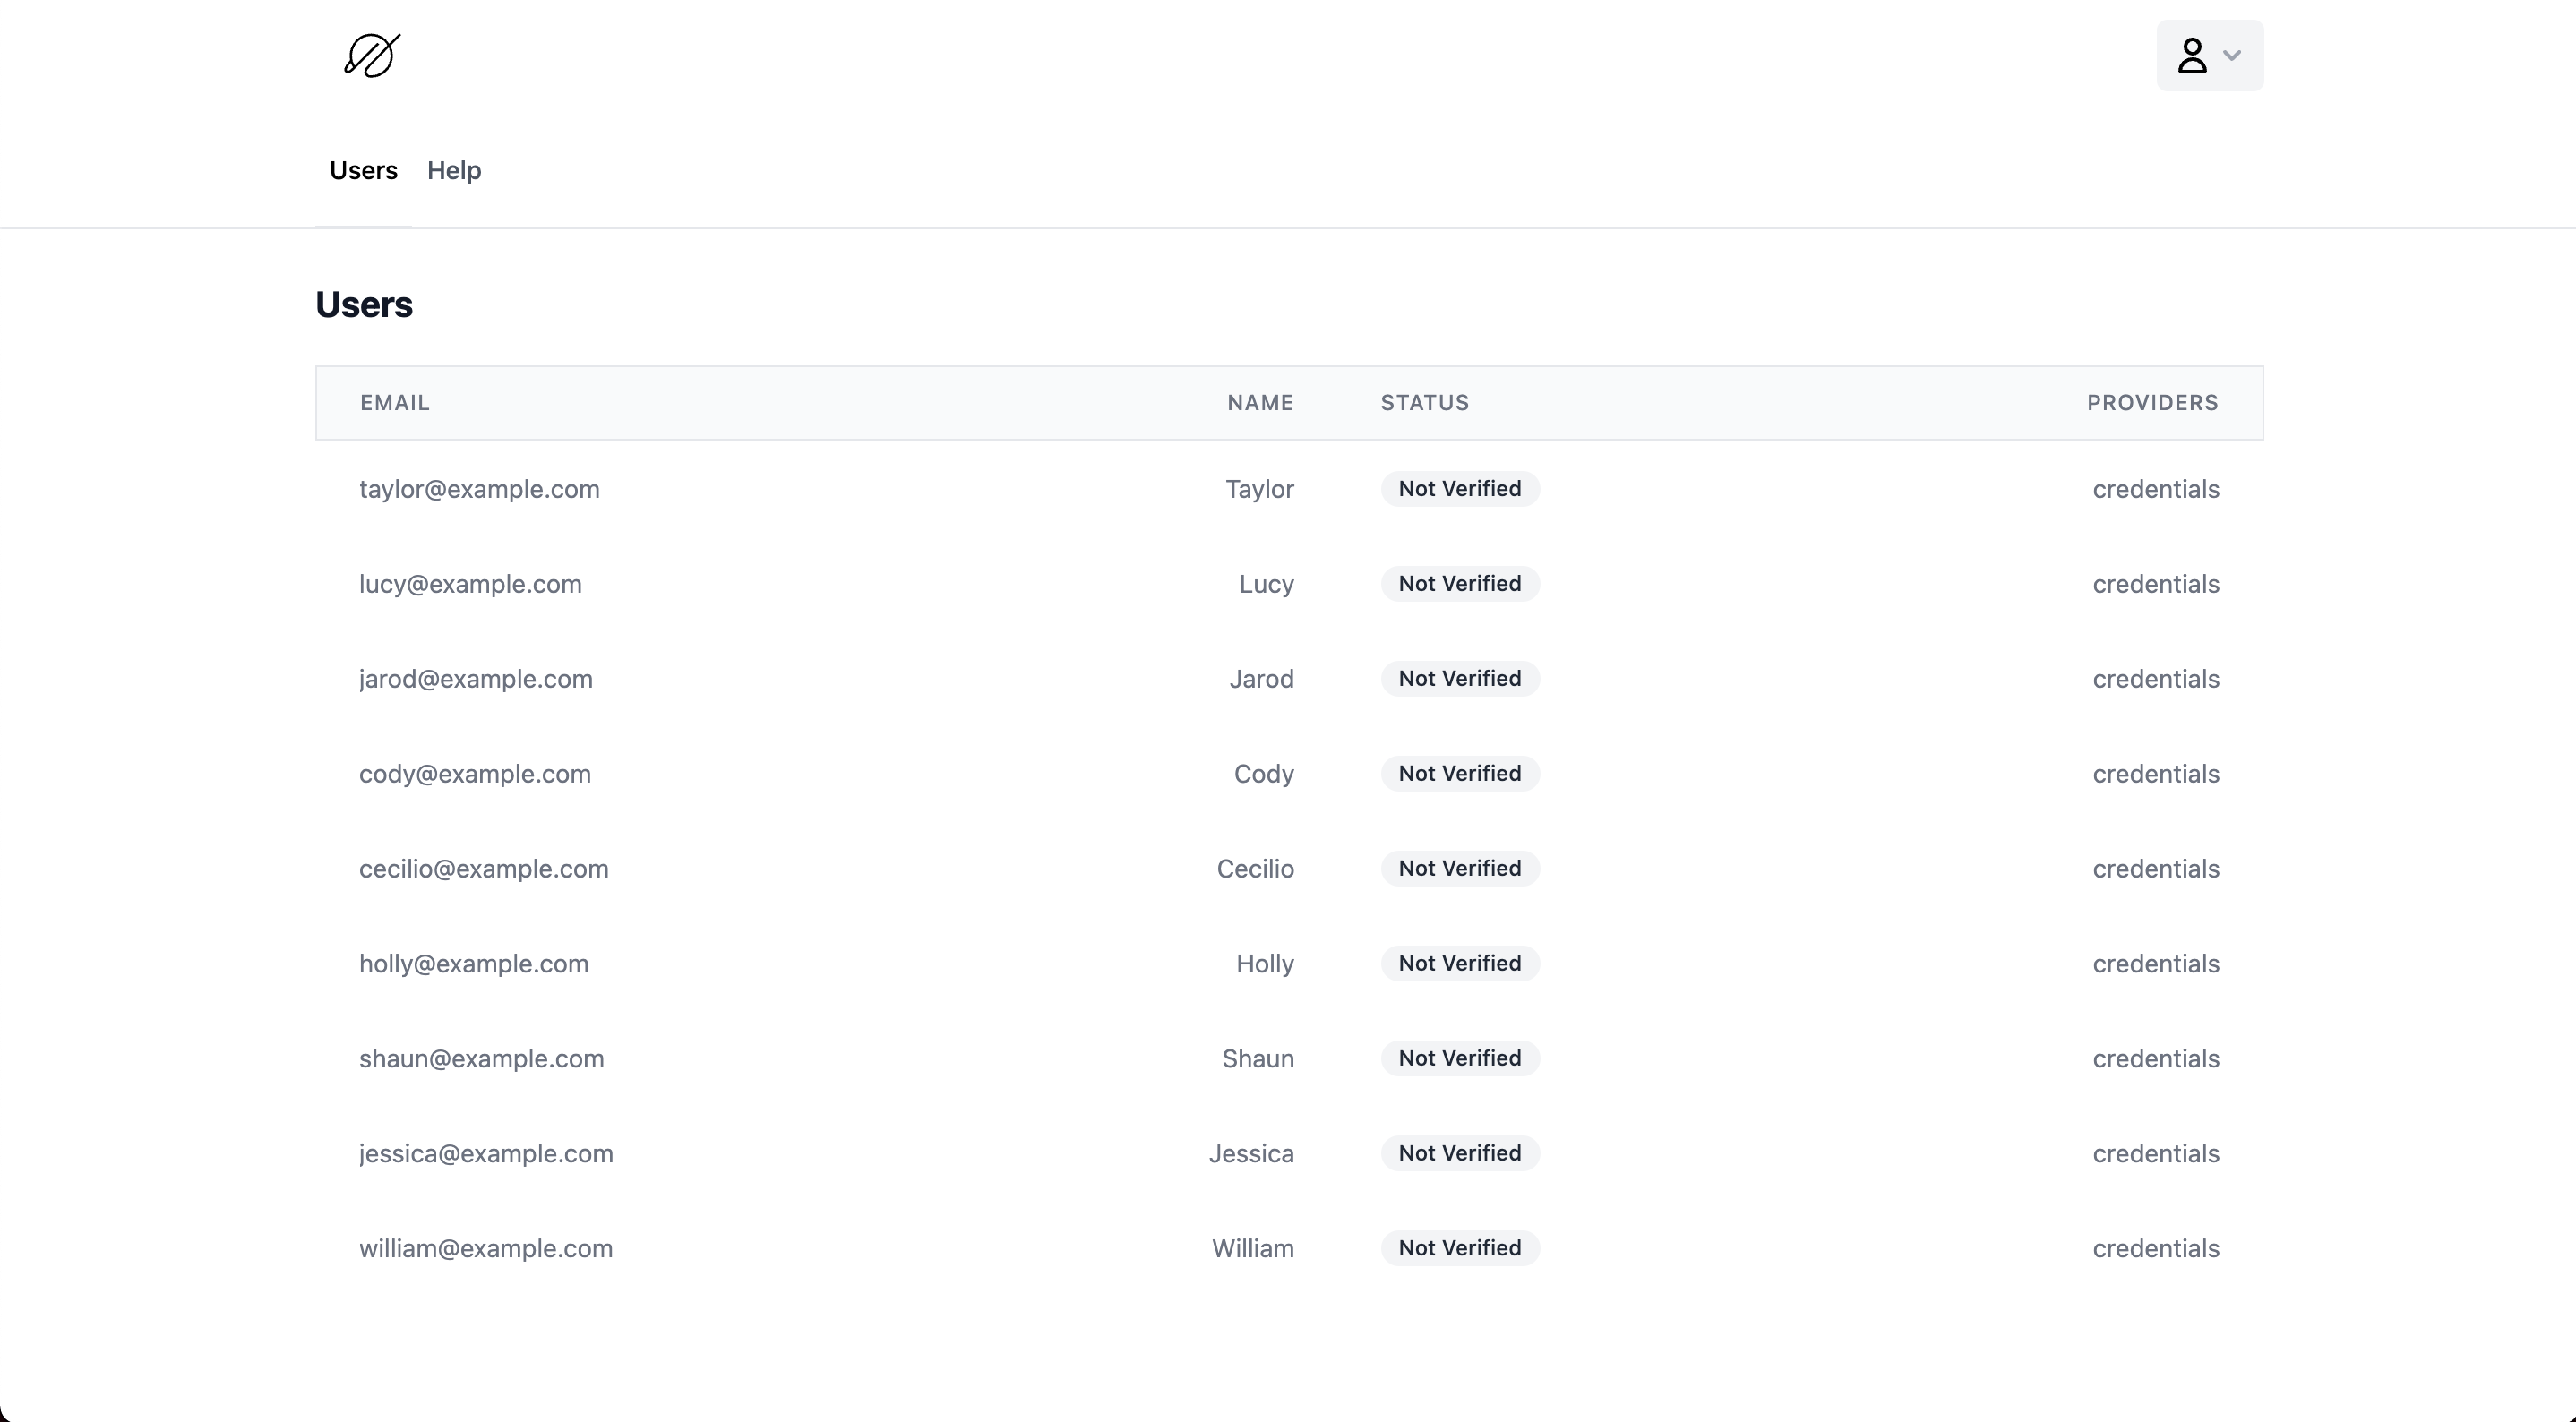 Users Help
Users
EMAIL NAME STATUS PROVIDERS
taylor@example.com Taylor Not Verified credentials
lucy@example.com Lucy Not Verified credentials
jarod@example.com Jarod Not Verified credentials
cody@example.com Cody Not Verified credentials
cecilio@example.com Cecilio Not Verified credentials
holly@example.com Holly Not Verified credentials
shaun@example.com Shaun Not Verified credentials
jessica@example.com Jessica Not Verified credentials
william@example.com William Not Verified credentials